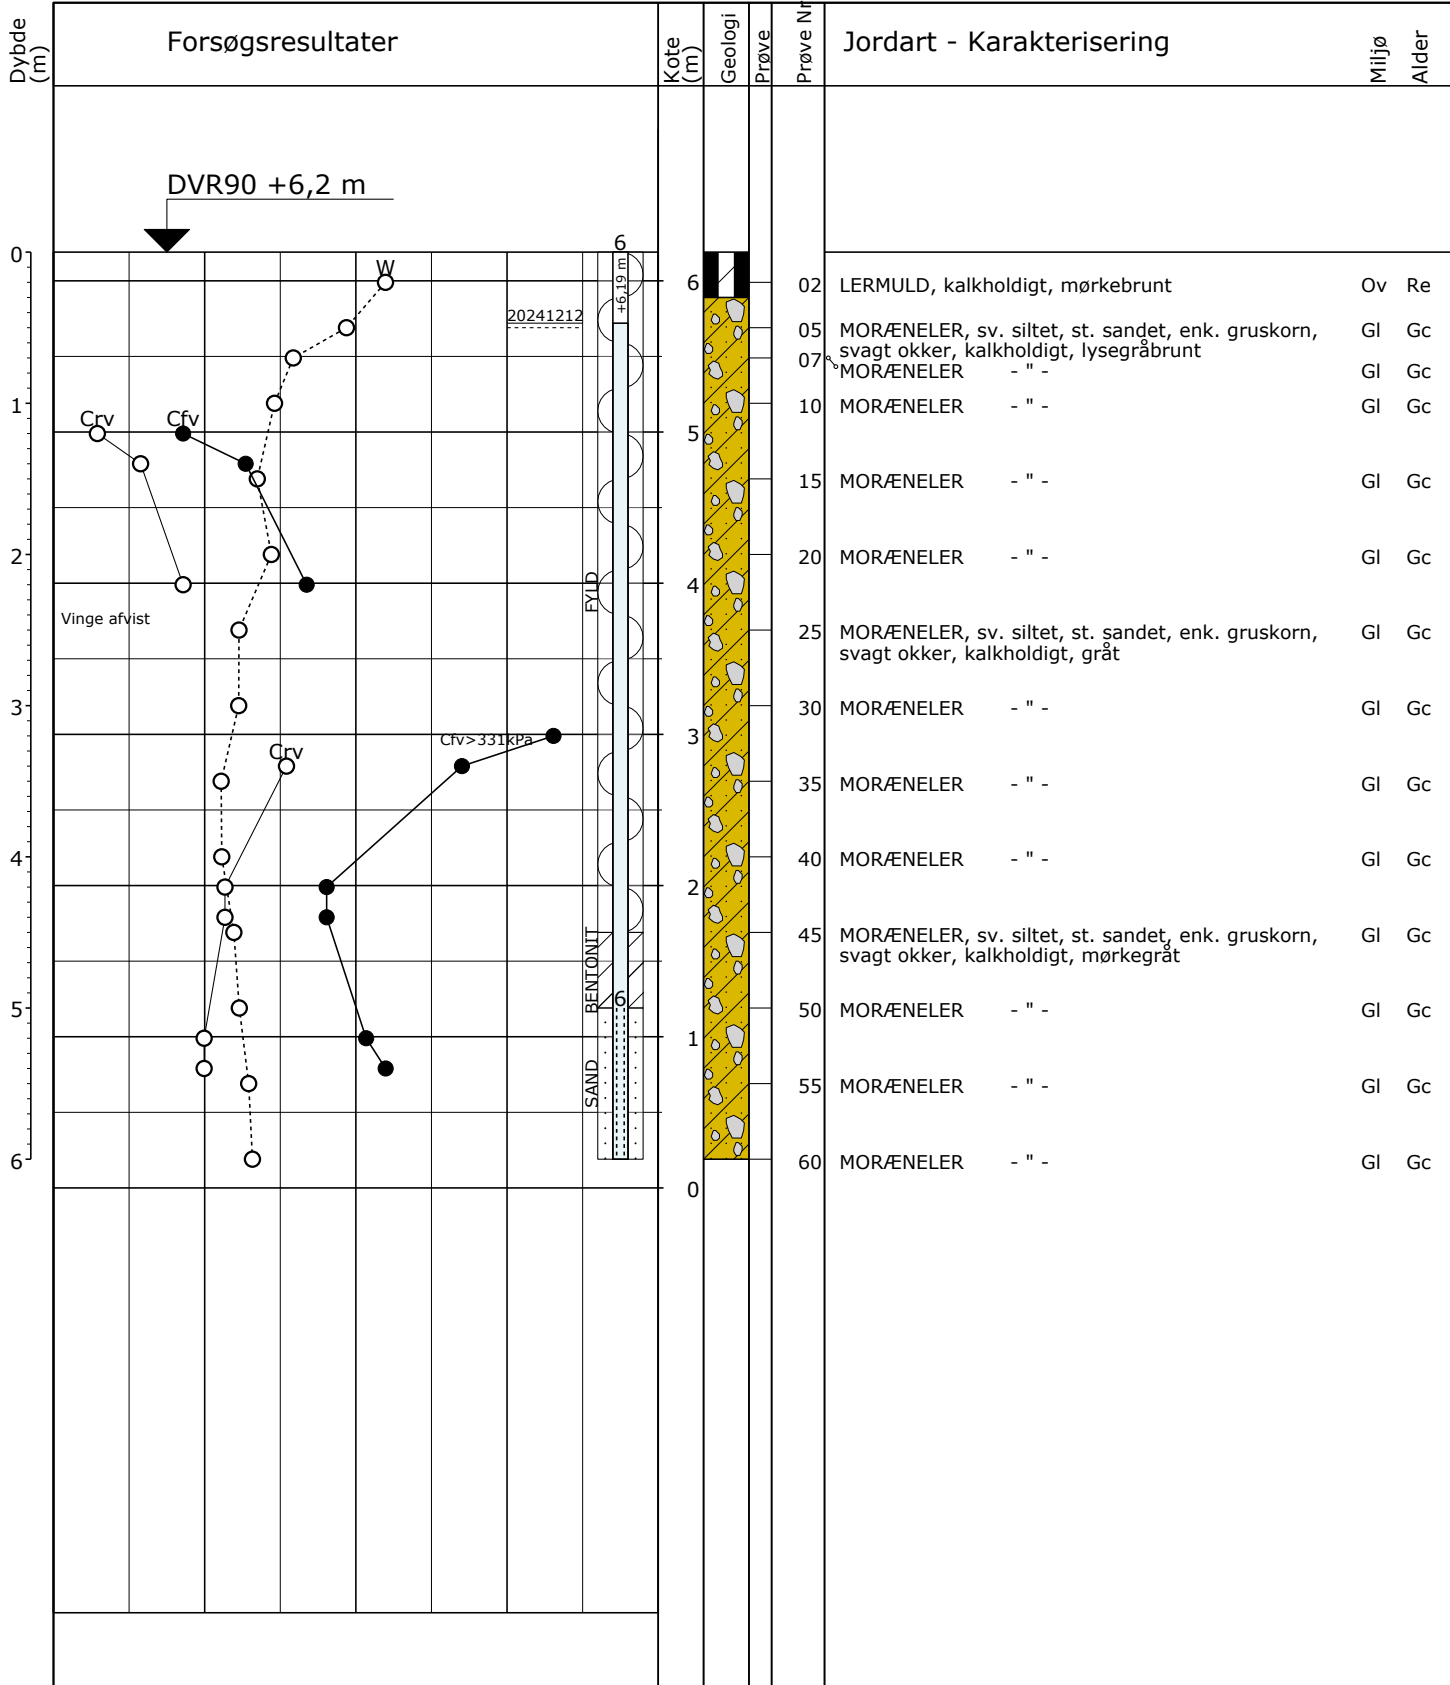 Dybde
(m)
Forsøgsresultater
Kote
(m)
Geologi
Prøve
Prøve Nr
Jordart - Karakterisering
Miljø
Alder
DVR90 +6,2 m
0
6
W
+6,19 m
6
02 LERMULD, kalkholdigt, mørkebrunt Ov Re
20241212
05 MORÆNELER, sv. siltet, st. sandet, enk. gruskorn, Gl Gc
svagt okker, kalkholdigt, lysegråbrunt
07 MORÆNELER - " - Gl Gc
1
10 MORÆNELER - " - Gl Gc
Crv
Cfv
5
15 MORÆNELER - " - Gl Gc
2
20 MORÆNELER - " - Gl Gc
FYLD
4
Vinge afvist
25 MORÆNELER, sv. siltet, st. sandet, enk. gruskorn, Gl Gc
svagt okker, kalkholdigt, gråt
3
30 MORÆNELER - " - Gl Gc
Cfv>331kPa
3
Crv
35 MORÆNELER - " - Gl Gc
4
40 MORÆNELER - " - Gl Gc
2
45 MORÆNELER, sv. siltet, st. sandet, enk. gruskorn, Gl Gc
svagt okker, kalkholdigt, mørkegråt
BENTONIT
6
5
50 MORÆNELER - " - Gl Gc
1
SAND
55 MORÆNELER - " - Gl Gc
6
60 MORÆNELER - " - Gl Gc
0